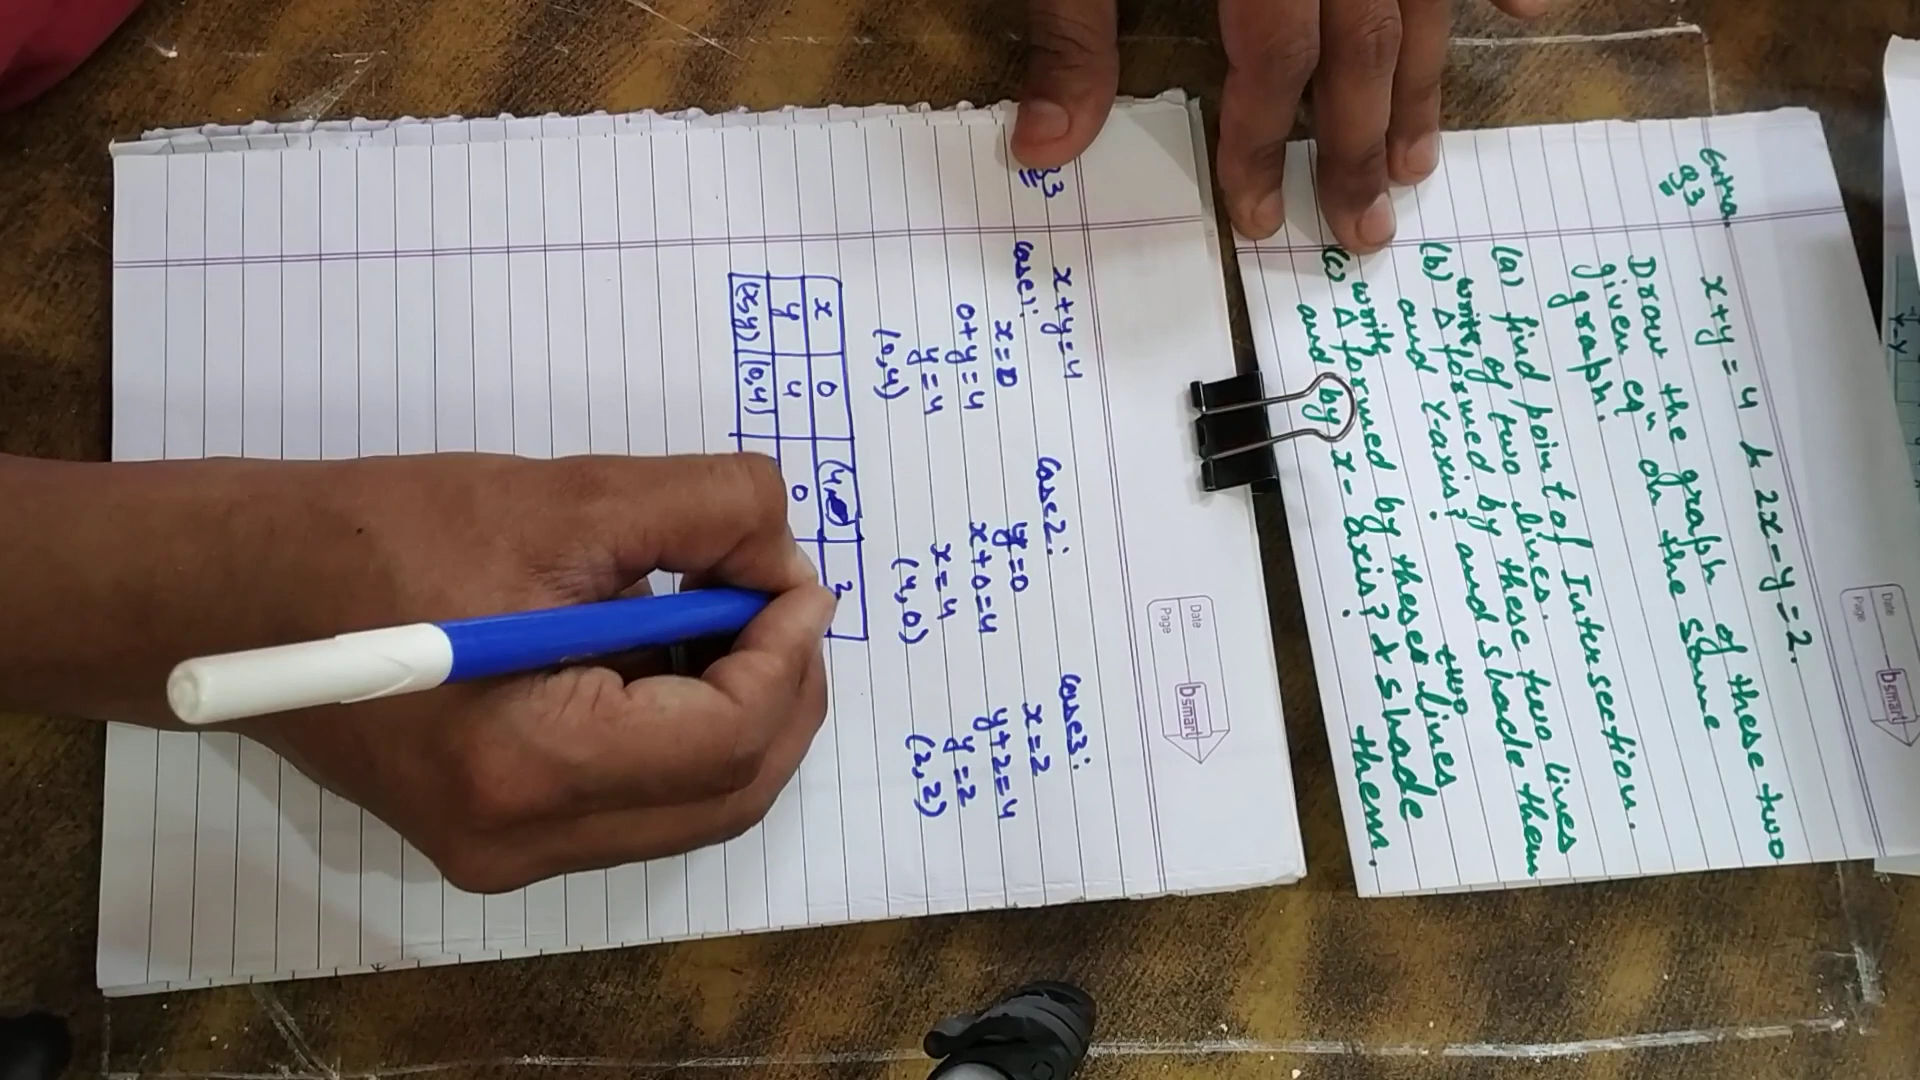 Extra
Q3 x+y=4 & 2x-y=2.
Draw the graph of these two
given eqn on the same
graph.
(a) find point of Intersection.
of two lines.
(b) write Δ formed by these two lines
and Y-axis? and shade them
(c) write Δ formed by these two lines
and by x-axis? & shade them.
Date
Page
bsmart
Q3 x+y=4
Case1: Case2: Case3:
x=0 y=0 x=2
0+y=4 x+0=4 y+2=4
y=4 x=4 y=2
(0,4) (4,0) (2,2)
x 0 (4, 2
y 4 0
(x,y) (0,4)
Date
Page
bsmart